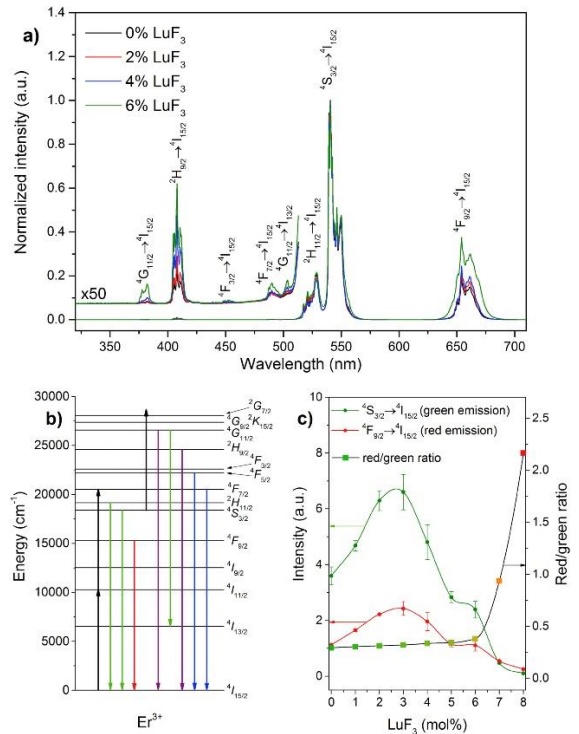 a)
0% LuF₃
2% LuF₃
4% LuF₃
6% LuF₃
⁴G₁₁/₂→⁴I₁₅/₂
²H₉/₂→⁴I₁₅/₂
⁴F₃/₂→⁴I₁₅/₂
⁴F₇/₂→⁴I₁₅/₂
⁴G₁₁/₂→⁴I₁₃/₂
²H₁₁/₂→⁴I₁₅/₂
⁴S₃/₂→⁴I₁₅/₂
⁴F₉/₂→⁴I₁₅/₂
x50
Normalized intensity (a.u.)
1.4
1.2
1.0
0.8
0.6
0.4
0.2
0.0
350 400 450 500 550 600 650 700
Wavelength (nm)
b)
Energy (cm⁻¹)
30000
25000
20000
15000
10000
5000
0
²G₇/₂
⁴G₉/₂ ²K₁₅/₂
⁴G₁₁/₂
²H₉/₂ ⁴F₃/₂
⁴F₅/₂
⁴F₇/₂
²H₁₁/₂
⁴S₃/₂
⁴F₉/₂
⁴I₉/₂
⁴I₁₁/₂
⁴I₁₃/₂
⁴I₁₅/₂
Er³⁺
c)
⁴S₃/₂→⁴I₁₅/₂ (green emission)
⁴F₉/₂→⁴I₁₅/₂ (red emission)
red/green ratio
Intensity (a.u.)
10
8
6
4
2
0
Red/green ratio
2.5
2.0
1.5
1.0
0.5
0.0
0 1 2 3 4 5 6 7 8
LuF₃ (mol%)